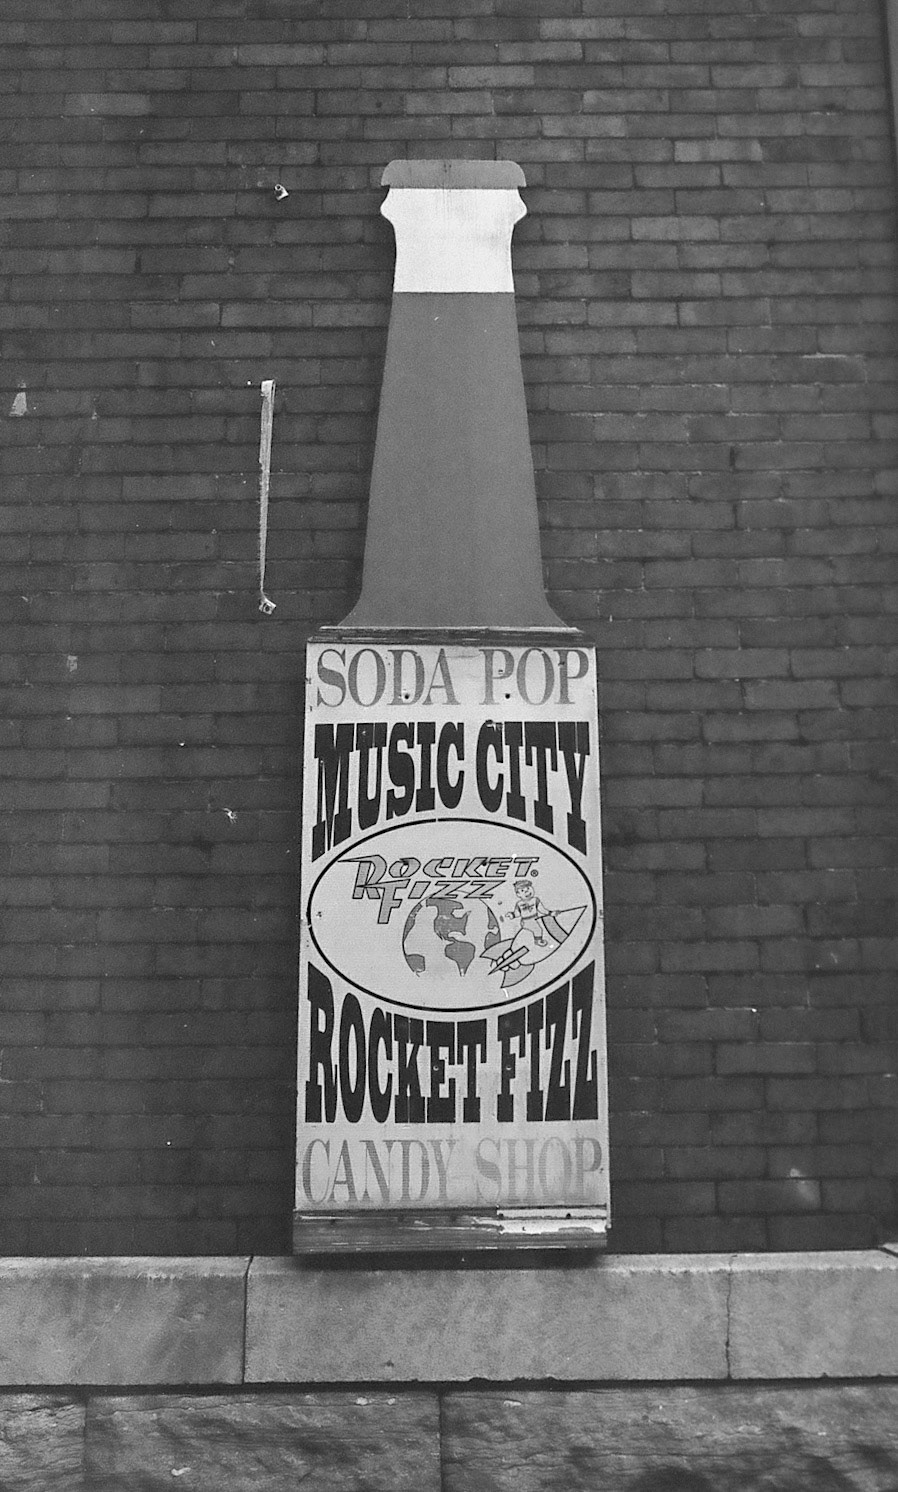 SODA POP
MUSIC CITY
ROCKET®
FIZZ
ROCKET FIZZ
CANDY SHOP